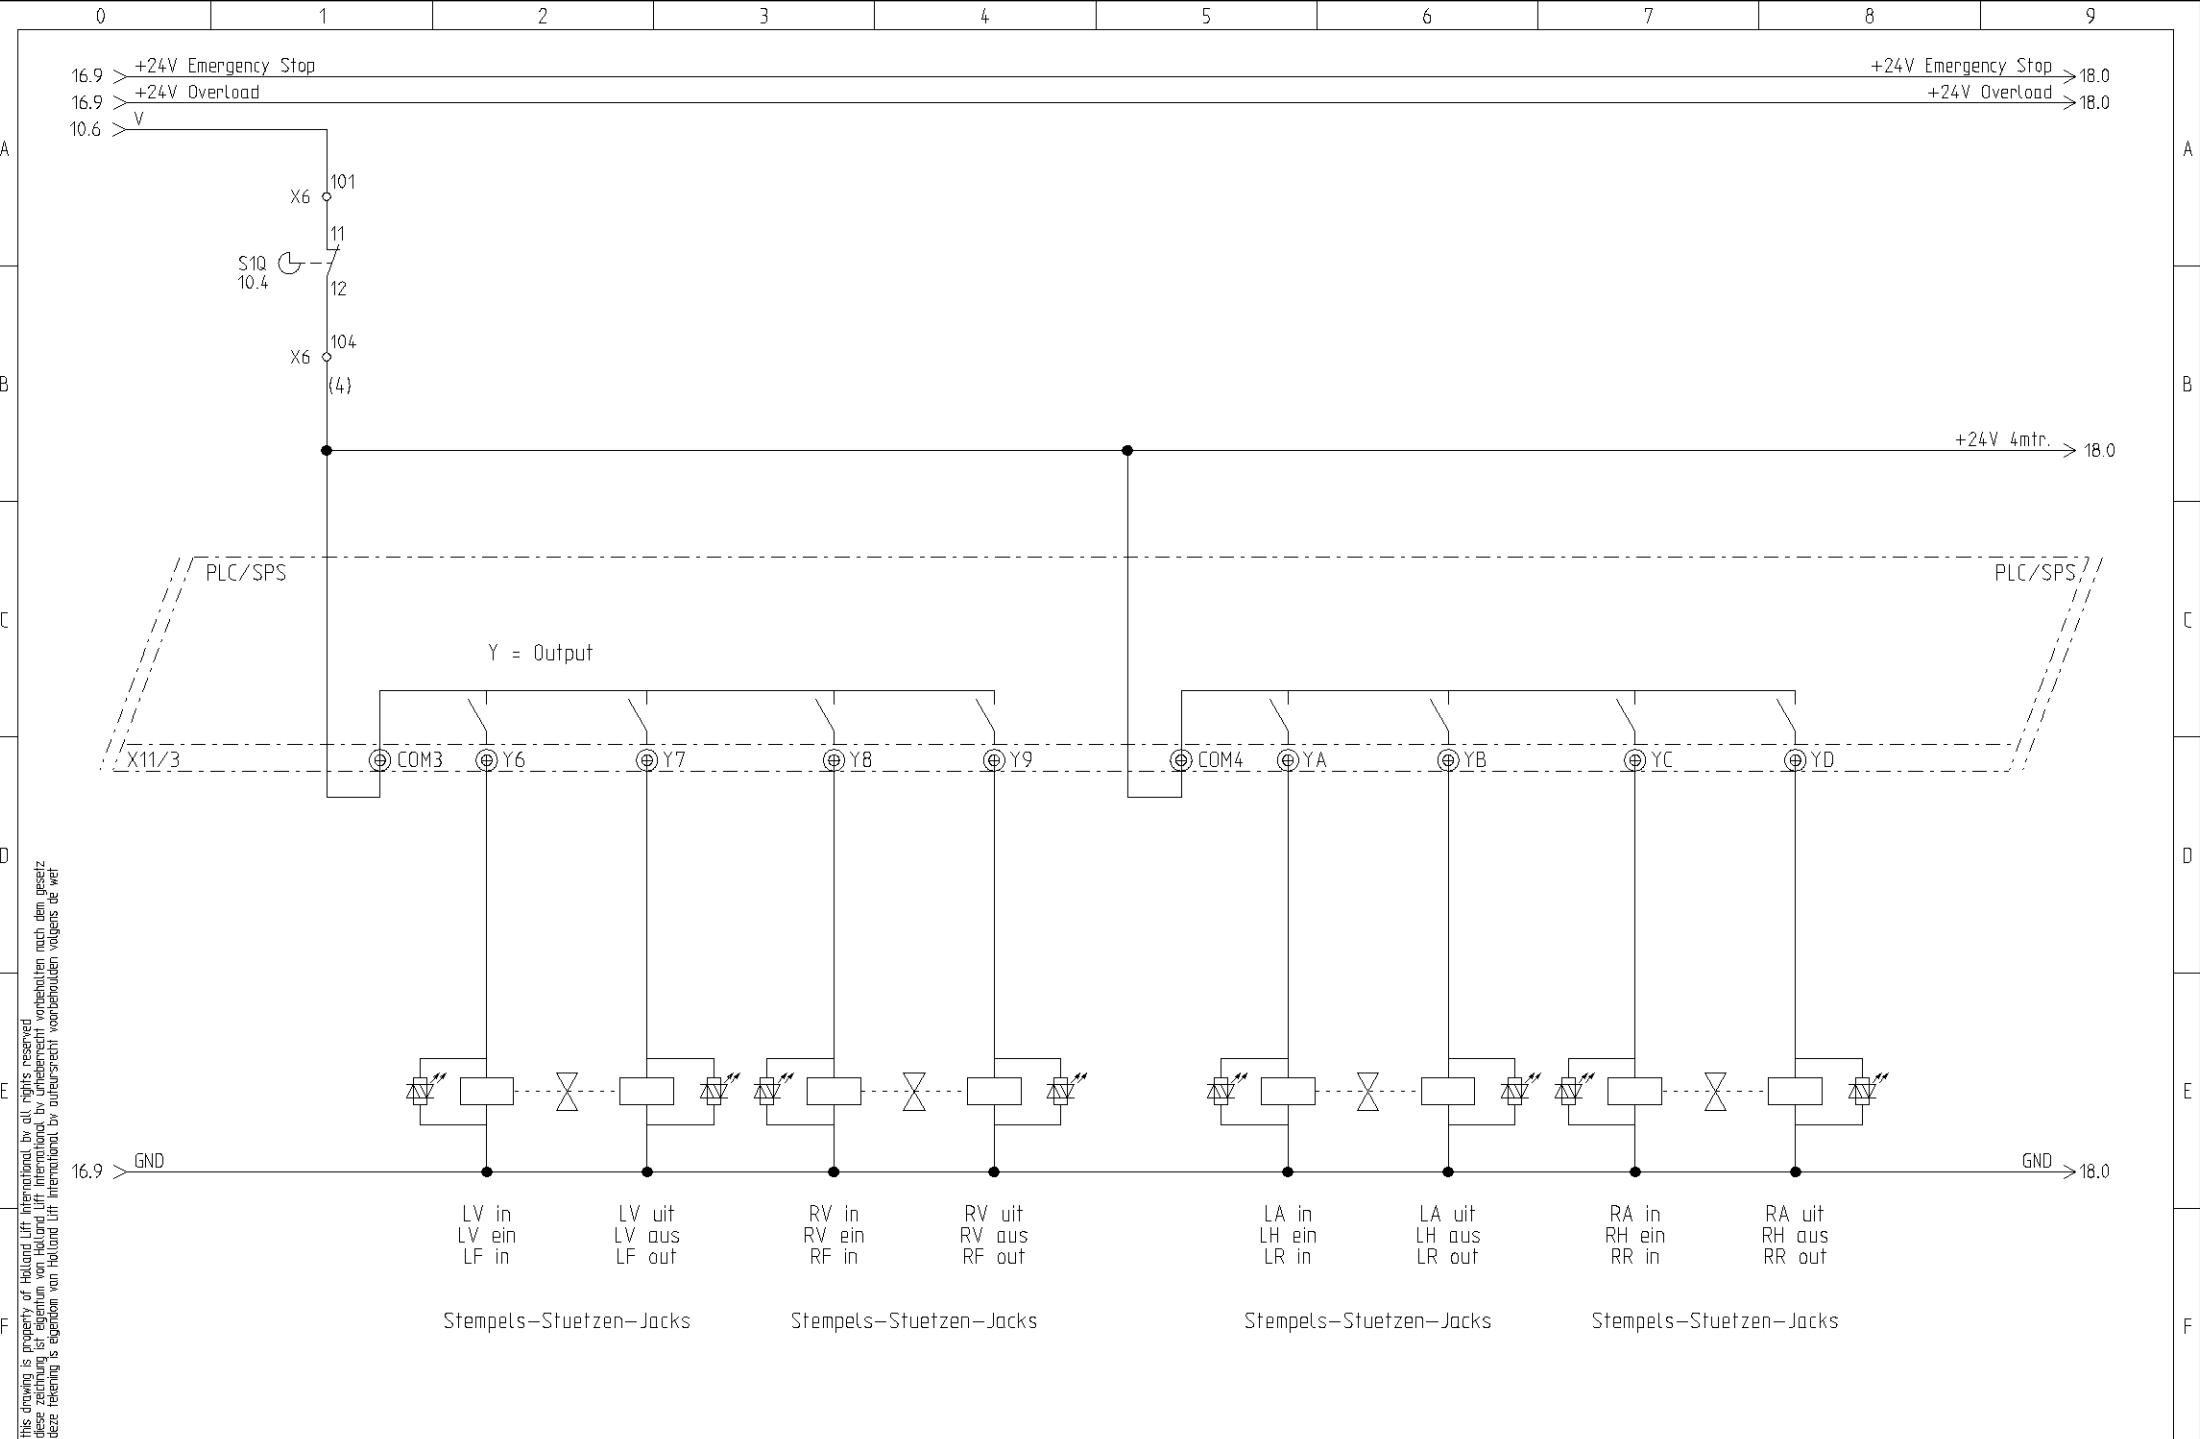 0 1 2 3 4 5 6 7 8 9
16.9 +24V Emergency Stop +24V Emergency Stop 18.0
16.9 +24V Overload +24V Overload 18.0
10.6 V
A A
101
X6
11
S1Q
10.4
12
104
X6
(4)
B B
+24V 4mtr. 18.0
PLC/SPS PLC/SPS
C C
Y = Output
X11/3 COM3 Y6 Y7 Y8 Y9 COM4 YA YB YC YD
D D
E E
16.9 GND GND 18.0
LV in LV uit RV in RV uit LA in LA uit RA in RA uit
LV ein LV aus RV ein RV aus LH ein LH aus RH ein RH aus
LF in LF out RF in RF out LR in LR out RR in RR out
Stempels-Stuetzen-Jacks Stempels-Stuetzen-Jacks Stempels-Stuetzen-Jacks Stempels-Stuetzen-Jacks
F F
this drawing is property of Holland Lift International bv all rights reserved
diese zeichnung ist eigentum von Holland Lift International bv urheberrecht vorbehalten nach dem gesetz
deze tekening is eigendom van Holland Lift International bv auteursrecht voorbehouden volgens de wet